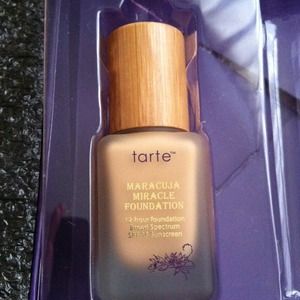 tarte™
MARACUJA
MIRACLE
FOUNDATION
12-hour Foundation
Broad Spectrum
Sunscreen